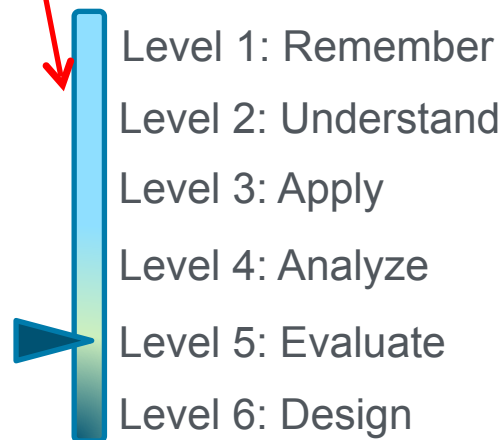 Level 1: Remember
Level 2: Understand
Level 3: Apply
Level 4: Analyze
Level 5: Evaluate
Level 6: Design